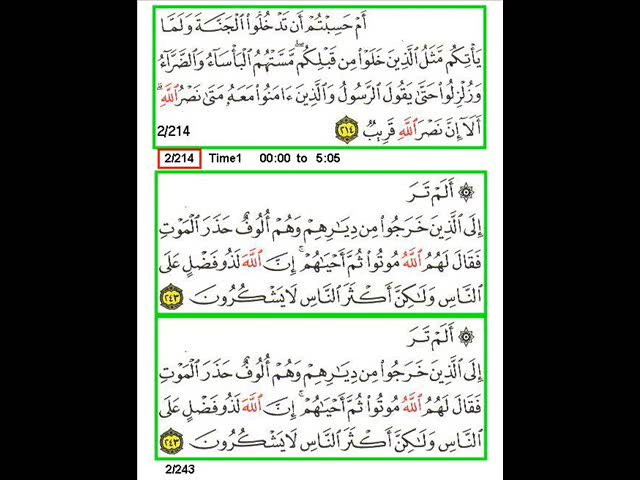 أَمْ حَسِبْتُمْ أَن تَدْخُلُوا۟ ٱلْجَنَّةَ وَلَمَّا
يَأْتِكُم مَّثَلُ ٱلَّذِينَ خَلَوْا۟ مِن قَبْلِكُم ۖ مَّسَّتْهُمُ ٱلْبَأْسَآءُ وَٱلضَّرَّآءُ
وَزُلْزِلُوا۟ حَتَّىٰ يَقُولَ ٱلرَّسُولُ وَٱلَّذِينَ ءَامَنُوا۟ مَعَهُۥ مَتَىٰ نَصْرُ ٱللَّهِ ۗ
أَلَآ إِنَّ نَصْرَ ٱللَّهِ قَرِيبٌ ٢١٤
2/214
2/214 Time1 00:00 to 5:05
۞ أَلَمْ تَرَ
إِلَى ٱلَّذِينَ خَرَجُوا۟ مِن دِيَٰرِهِمْ وَهُمْ أُلُوفٌ حَذَرَ ٱلْمَوْتِ
فَقَالَ لَهُمُ ٱللَّهُ مُوتُوا۟ ثُمَّ أَحْيَٰهُمْ ۚ إِنَّ ٱللَّهَ لَذُو فَضْلٍ عَلَى
ٱلنَّاسِ وَلَٰكِنَّ أَكْثَرَ ٱلنَّاسِ لَا يَشْكُرُونَ ٢٤٣
۞ أَلَمْ تَرَ
إِلَى ٱلَّذِينَ خَرَجُوا۟ مِن دِيَٰرِهِمْ وَهُمْ أُلُوفٌ حَذَرَ ٱلْمَوْتِ
فَقَالَ لَهُمُ ٱللَّهُ مُوتُوا۟ ثُمَّ أَحْيَٰهُمْ ۚ إِنَّ ٱللَّهَ لَذُو فَضْلٍ عَلَى
ٱلنَّاسِ وَلَٰكِنَّ أَكْثَرَ ٱلنَّاسِ لَا يَشْكُرُونَ ٢٤٣
2/243